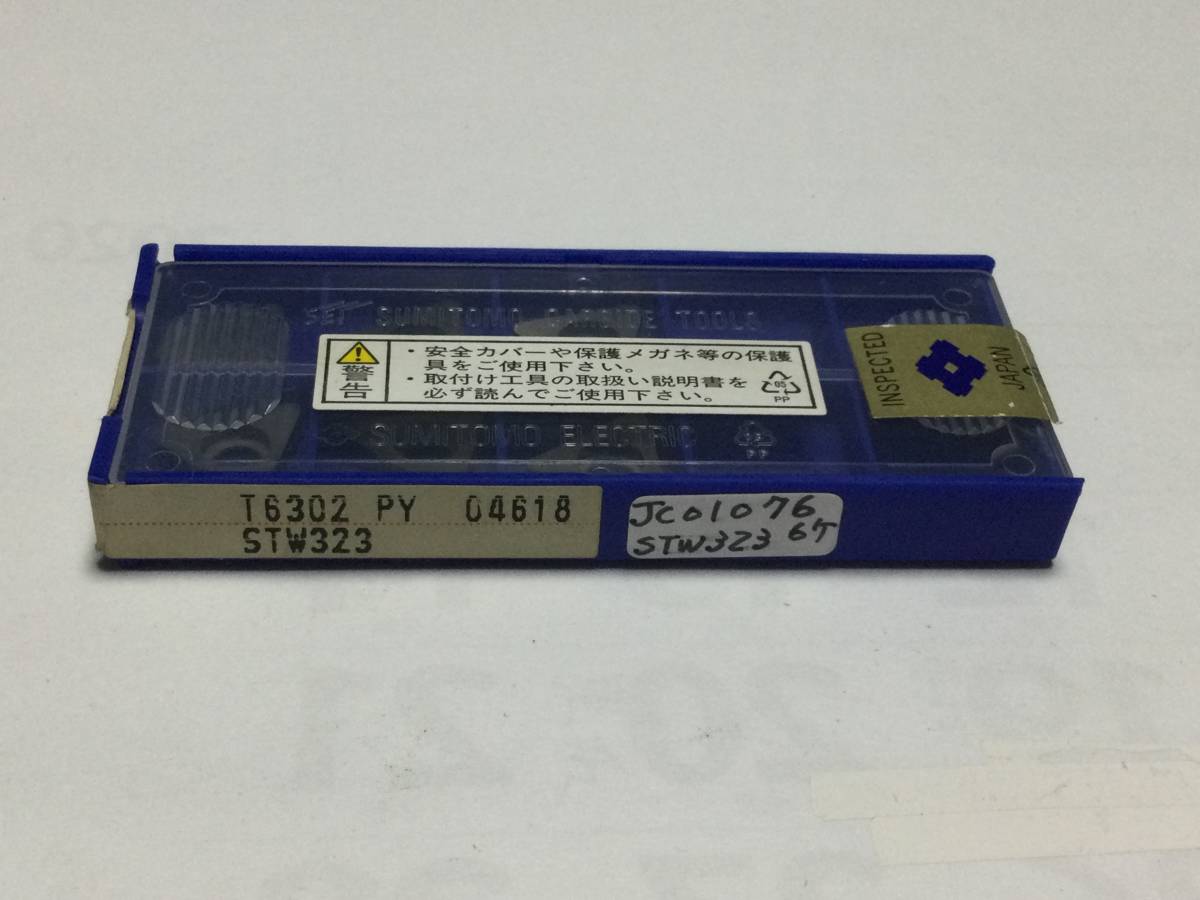 SEI SUMITOMO CARBIDE TOOLS
警告
・安全カバーや保護メガネ等の保護
具をご使用下さい。
・取付け工具の取扱い説明書を
必ず読んでご使用下さい。
05
PP
INSPECTED
JAPAN
SUMITOMO ELECTRIC
PP
T6302 PY 04618
STW323
JC01076
STW323 6ケ